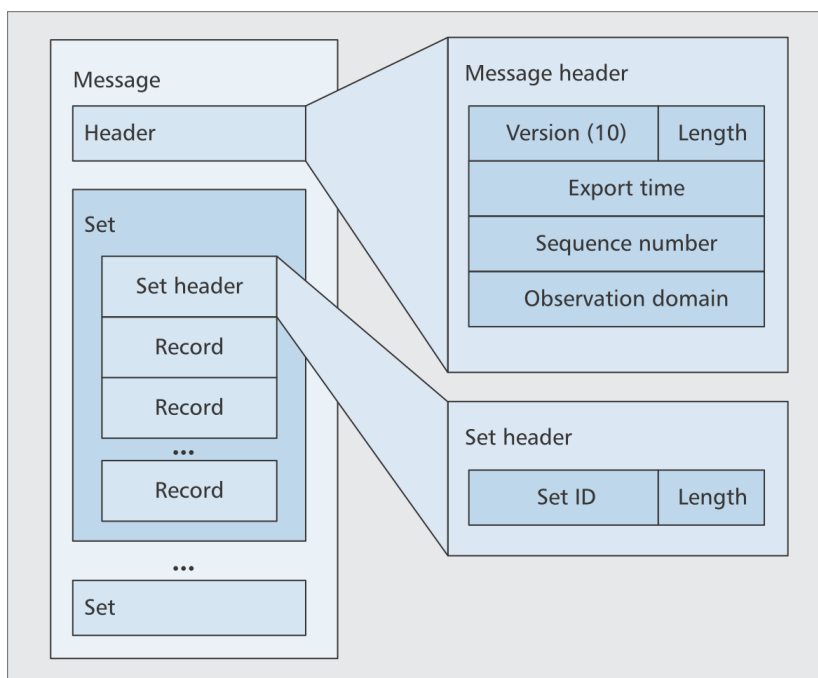 Message
Header
Set
Set header
Record
Record
...
Record
...
Set
Message header
Version (10) Length
Export time
Sequence number
Observation domain
Set header
Set ID Length